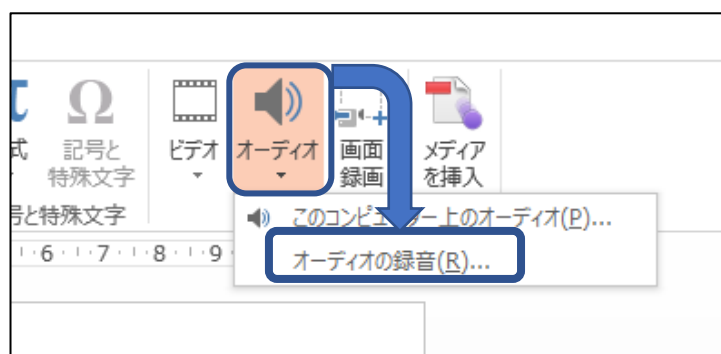 式 記号と 特殊文字 ビデオ オーディオ 画面 録画 メディア を挿入
号と特殊文字
このコンピューター上のオーディオ(P)...
6 7 8 9
オーディオの録音(R)...